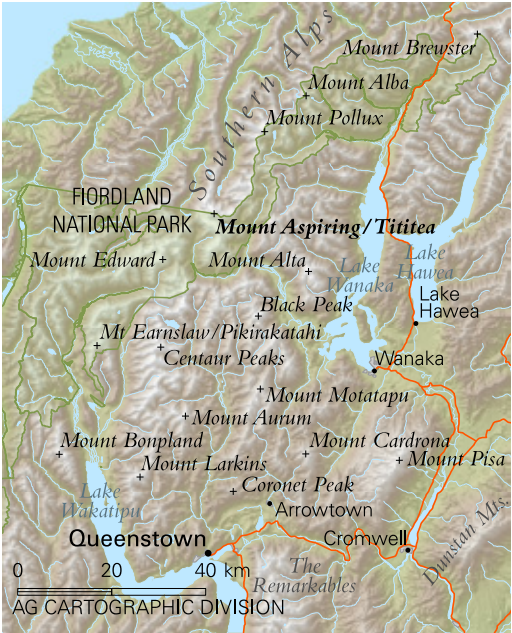 Mount Brewster
Southern Alps
Mount Alba
Mount Pollux
FIORDLAND
NATIONAL PARK
Mount Aspiring/Tititea
Mount Edward
Mount Alta
Lake
Wanaka
Lake
Hawea
Lake
Hawea
Black Peak
Mt Earnslaw/Pikirakatahi
Centaur Peaks
Wanaka
Mount Motatapu
Mount Aurum
Mount Bonpland
Mount Cardrona
Mount Larkins
Mount Pisa
Coronet Peak
Lake
Wakatipu
Arrowtown
Queenstown
Cromwell
Dunstan Mts.
The
Remarkables
0 20 40 km
AG CARTOGRAPHIC DIVISION